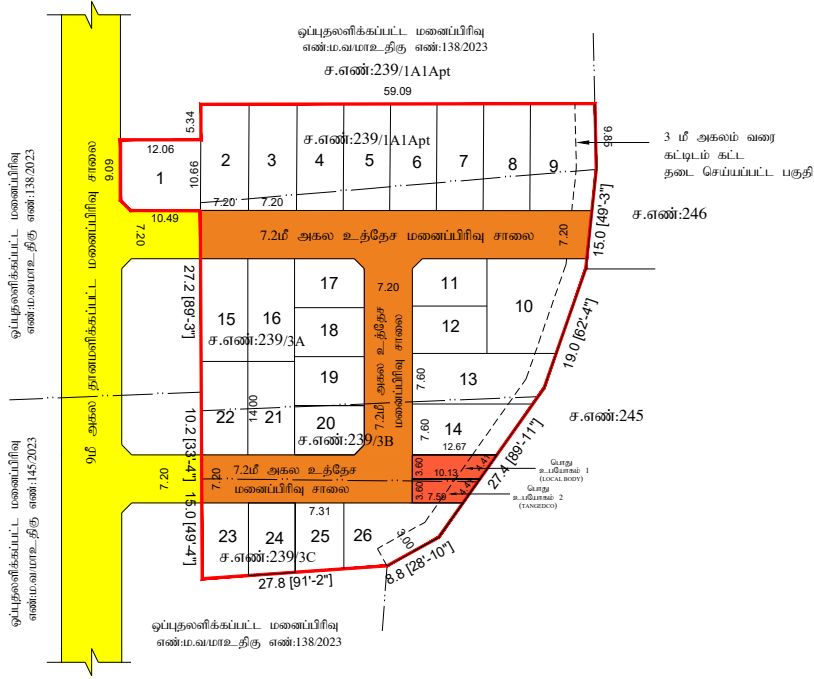 ஒப்புதலளிக்கப்பட்ட மனைப்பிரிவு
எண்:ம.வ/மாஉதிகு எண்:138/2023
ச.எண்:239/1A1Apt
59.09
5.34
9.85
ச.எண்:239/1A1Apt
3 மீ அகலம் வரை
கட்டிடம் கட்ட
தடை செய்யப்பட்ட பகுதி
12.06
9.09
10.66
1
2
3
4
5
6
7
8
9
7.20
7.20
10.49
ச.எண்:246
ஒப்புதலளிக்கப்பட்ட மனைப்பிரிவு
எண்:ம.வ/மாஉதிகு எண்:138/2023
9மீ அகல தானமளிக்கப்பட்ட மனைப்பிரிவு சாலை
7.20
7.2மீ அகல உத்தேச மனைப்பிரிவு சாலை
7.20
15.0 [49'-3"]
27.2 [89'-3"]
17
7.20
11
10
15
16
18
12
19.0 [62'-4"]
ச.எண்:239/3A
7.2மீ அகல உத்தேச
மனைப்பிரிவு சாலை
19
7.60
13
22
14.00
21
20
7.60
14
ச.எண்:245
ச.எண்:239/3B
12.67
10.2 [33'-4"]
27.4 [89'-11"]
ஒப்புதலளிக்கப்பட்ட மனைப்பிரிவு
எண்:ம.வ/மாஉதிகு எண்:145/2023
7.20
7.20
7.2மீ அகல உத்தேச
மனைப்பிரிவு சாலை
3.60
10.13
4.41
பொது
உபயோகம் 1
(LOCAL BODY)
3.60
7.59
4.41
பொது
உபயோகம் 2
(TANGEDCO)
15.0 [49'-4"]
7.31
23
24
25
26
3.00
ச.எண்:239/3C
27.8 [91'-2"]
8.8 [28'-10"]
ஒப்புதலளிக்கப்பட்ட மனைப்பிரிவு
எண்:ம.வ/மாஉதிகு எண்:138/2023